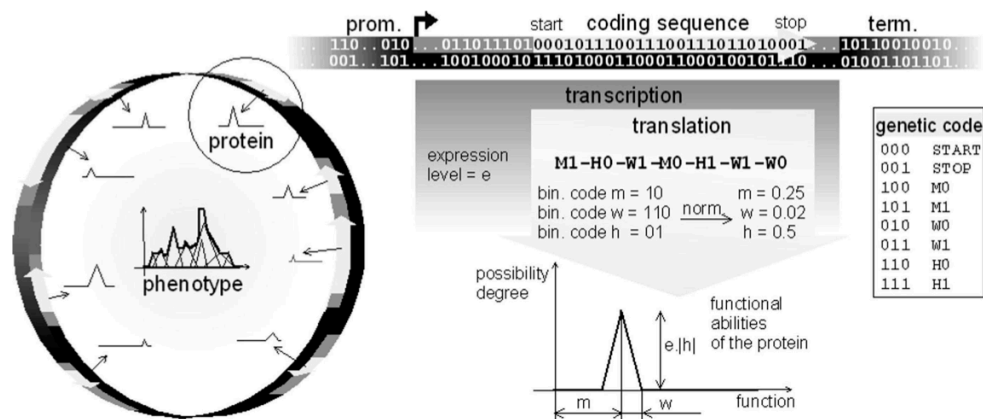 prom. start coding sequence stop term.
...110...010...011011101000101110011100111011010001...10110010010...
...001...101...100100010111010001100011000100101110...01001101101...
transcription
translation
expression
level = e
M1-H0-W1-M0-H1-W1-W0
bin. code m = 10 m = 0.25
bin. code w = 110 norm. w = 0.02
bin. code h = 01 h = 0.5
genetic code
000 START
001 STOP
100 M0
101 M1
010 W0
011 W1
110 H0
111 H1
protein
phenotype
possibility
degree
functional
abilities
of the protein
e.|h|
m w
function